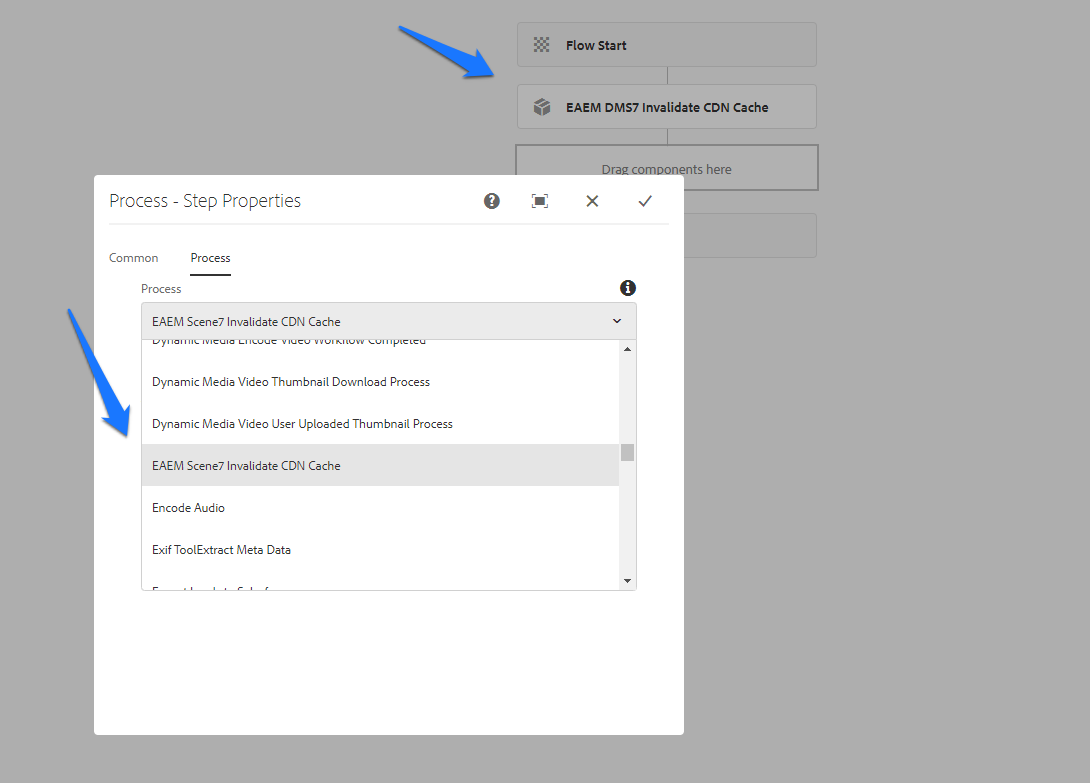 Flow Start
EAEM DMS7 Invalidate CDN Cache
Drag components here
Process - Step Properties
Common
Process
Process
EAEM Scene7 Invalidate CDN Cache
Dynamic Media Encode Video Workflow Completed
Dynamic Media Video Thumbnail Download Process
Dynamic Media Video User Uploaded Thumbnail Process
EAEM Scene7 Invalidate CDN Cache
Encode Audio
Exif ToolExtract Meta Data